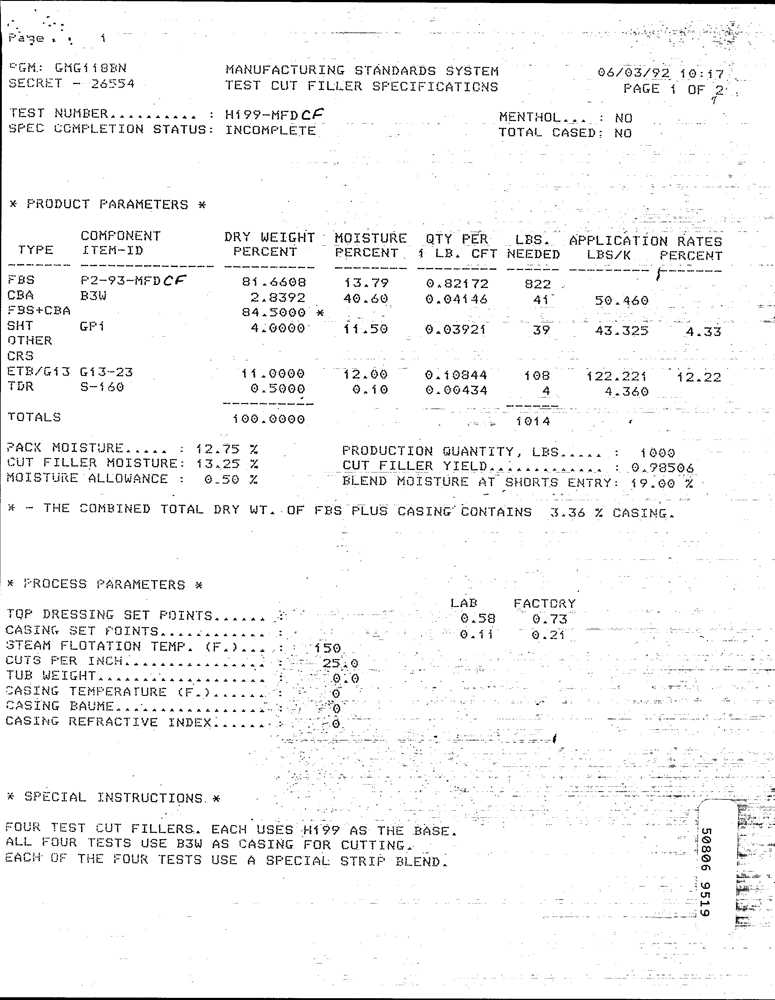 Page . . 1
PGM: GMG118BN MANUFACTURING STANDARDS SYSTEM 06/03/92 10:17
SECRET - 26554 TEST CUT FILLER SPECIFICATIONS PAGE 1 OF 2
TEST NUMBER.......... : H199-MFDCF MENTHOL... : NO
SPEC COMPLETION STATUS: INCOMPLETE TOTAL CASED: NO
* PRODUCT PARAMETERS *
COMPONENT DRY WEIGHT MOISTURE QTY PER LBS. APPLICATION RATES
TYPE ITEM-ID PERCENT PERCENT 1 LB. CFT NEEDED LBS/K PERCENT
FBS P2-93-MFDCF 81.6608 13.79 0.82172 822
CBA B3W 2.8392 40.60 0.04146 41 50.460
FBS+CBA 84.5000 *
SHT GP1 4.0000 11.50 0.03921 39 43.325 4.33
OTHER
CRS
ETB/G13 G13-23 11.0000 12.00 0.10844 108 122.221 12.22
TDR S-160 0.5000 0.10 0.00434 4 4.360
TOTALS 100.0000 1014
PACK MOISTURE..... : 12.75 % PRODUCTION QUANTITY, LBS..... : 1000
CUT FILLER MOISTURE: 13.25 % CUT FILLER YIELD............. : 0.98506
MOISTURE ALLOWANCE : 0.50 % BLEND MOISTURE AT SHORTS ENTRY: 19.00 %
* - THE COMBINED TOTAL DRY WT. OF FBS PLUS CASING CONTAINS 3.36 % CASING.
* PROCESS PARAMETERS *
LAB FACTORY
TOP DRESSING SET POINTS...... : 0.58 0.73
CASING SET POINTS............ : 0.11 0.21
STEAM FLOTATION TEMP. (F.)... : 150
CUTS PER INCH................ : 25.0
TUB WEIGHT................... : 0.0
CASING TEMPERATURE (F.)...... : 0
CASING BAUME................. : 0
CASING REFRACTIVE INDEX...... : 0
* SPECIAL INSTRUCTIONS *
FOUR TEST CUT FILLERS. EACH USES H199 AS THE BASE.
ALL FOUR TESTS USE B3W AS CASING FOR CUTTING.
EACH OF THE FOUR TESTS USE A SPECIAL STRIP BLEND.
50806 9519